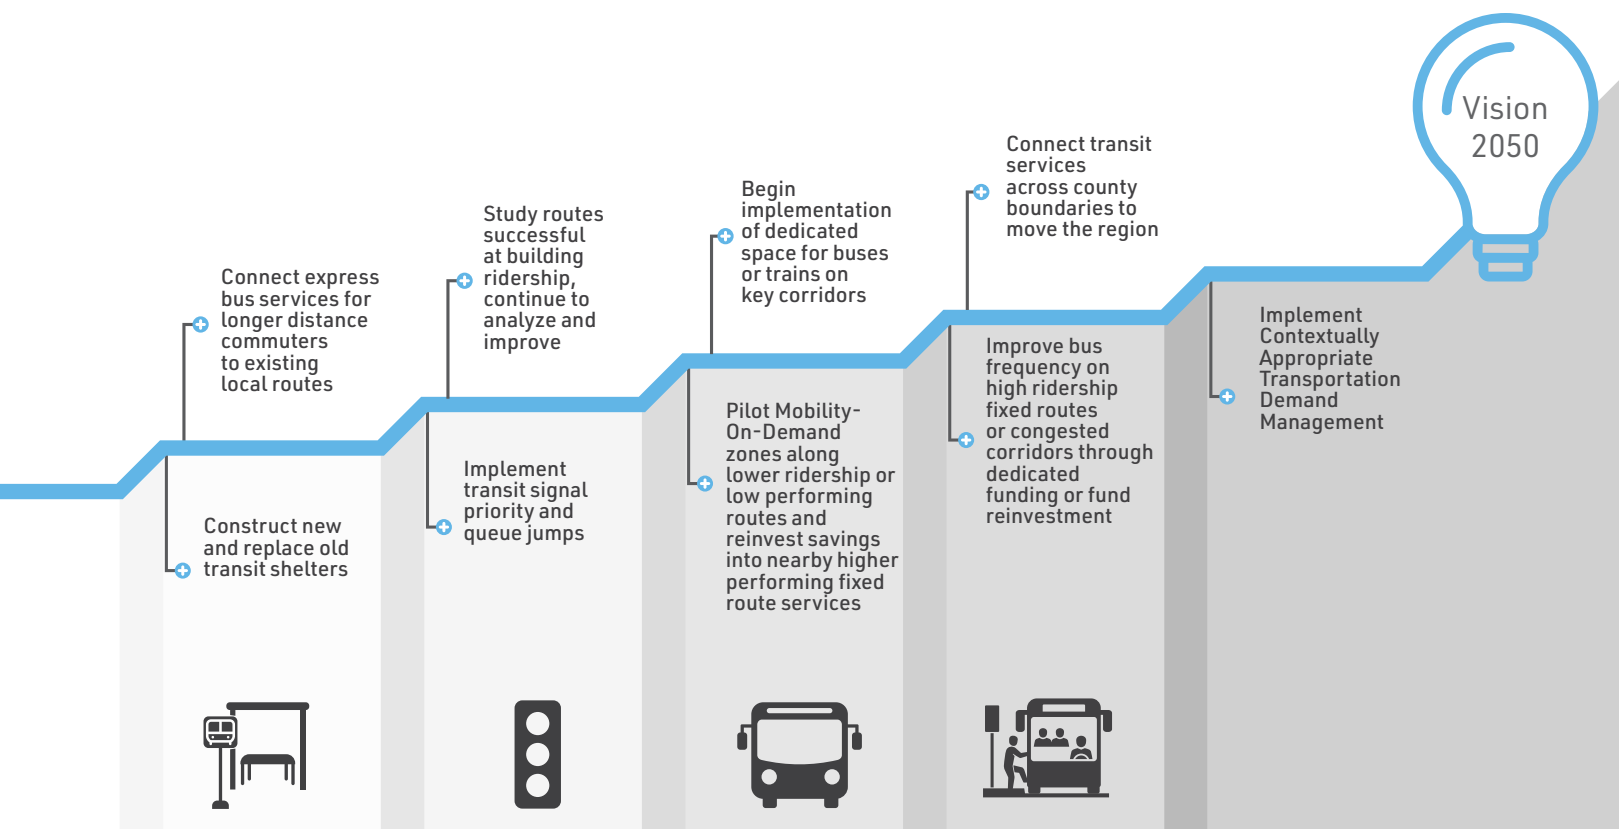 Vision
2050
Connect express
bus services for
longer distance
commuters
to existing
local routes
Construct new
and replace old
transit shelters
Study routes
successful
at building
ridership,
continue to
analyze and
improve
Implement
transit signal
priority and
queue jumps
Begin
implementation
of dedicated
space for buses
or trains on
key corridors
Pilot Mobility-
On-Demand
zones along
lower ridership or
low performing
routes and
reinvest savings
into nearby higher
performing fixed
route services
Connect transit
services
across county
boundaries to
move the region
Improve bus
frequency on
high ridership
fixed routes
or congested
corridors through
dedicated
funding or fund
reinvestment
Implement
Contextually
Appropriate
Transportation
Demand
Management